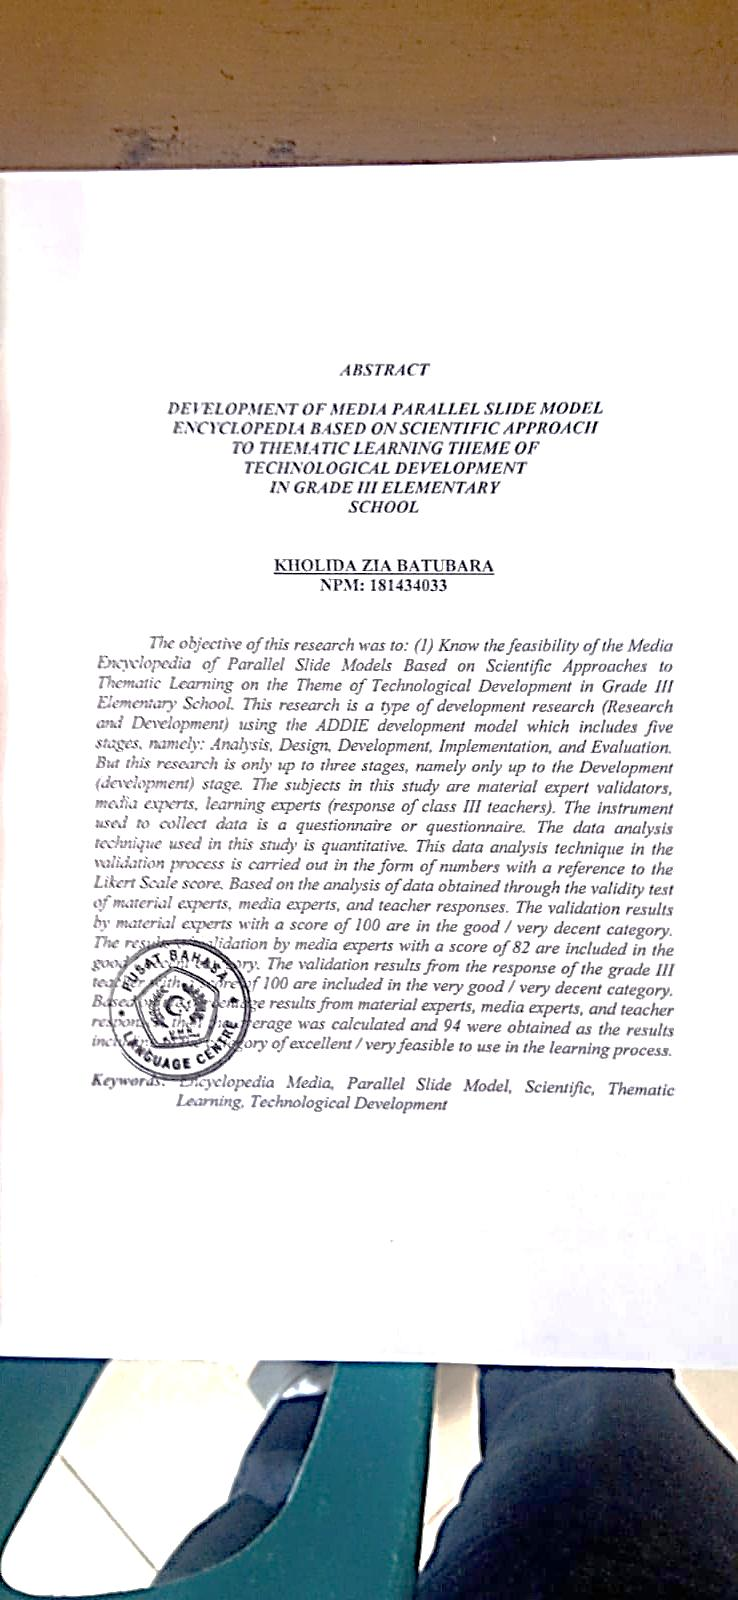 ABSTRACT
DEVELOPMENT OF MEDIA PARALLEL SLIDE MODEL
ENCYCLOPEDIA BASED ON SCIENTIFIC APPROACH
TO THEMATIC LEARNING THEME OF
TECHNOLOGICAL DEVELOPMENT
IN GRADE III ELEMENTARY
SCHOOL
KHOLIDA ZIA BATUBARA
NPM: 181434033
The objective of this research was to: (1) Know the feasibility of the Media
Encyclopedia of Parallel Slide Models Based on Scientific Approaches to
Thematic Learning on the Theme of Technological Development in Grade III
Elementary School. This research is a type of development research (Research
and Development) using the ADDIE development model which includes five
stages, namely: Analysis, Design, Development, Implementation, and Evaluation.
But this research is only up to three stages, namely only up to the Development
(development) stage. The subjects in this study are material expert validators,
media experts, learning experts (response of class III teachers). The instrument
used to collect data is a questionnaire or questionnaire. The data analysis
technique used in this study is quantitative. This data analysis technique in the
validation process is carried out in the form of numbers with a reference to the
Likert Scale score. Based on the analysis of data obtained through the validity test
of material experts, media experts, and teacher responses. The validation results
by material experts with a score of 100 are in the good / very decent category.
The validation by media experts with a score of 82 are included in the
The validation results from the response of the grade III
of 100 are included in the very good / very decent category.
Based results from material experts, media experts, and teacher
average was calculated and 94 were obtained as the results
of excellent / very feasible to use in the learning process.
Keywords: Encyclopedia Media, Parallel Slide Model, Scientific, Thematic
Learning, Technological Development
PUSAT BAHASA
LANGUAGE CENTRE